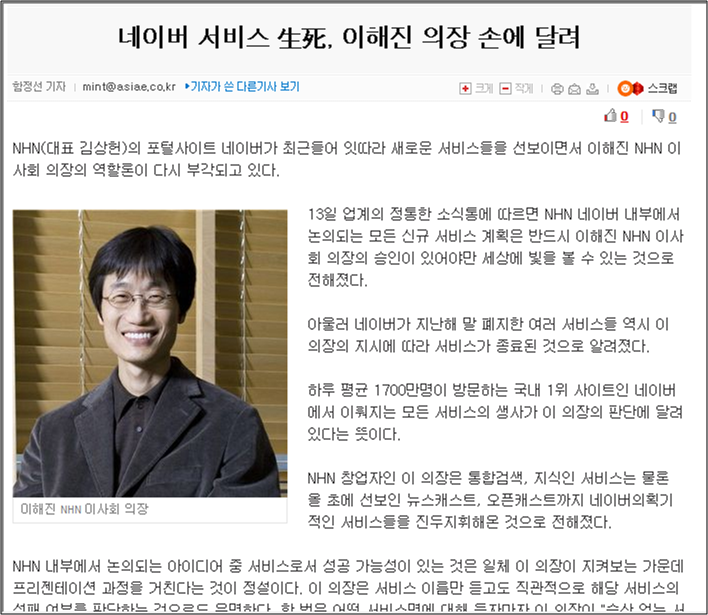 네이버 서비스 生死, 이해진 의장 손에 달려
함정선 기자 | mint@asiae.co.kr ▶기자가 쓴 다른기사 보기
크게 작게 | | 스크랩
0 | 0
NHN(대표 김상헌)의 포털사이트 네이버가 최근들어 잇따라 새로운 서비스들을 선보이면서 이해진 NHN 이
사회 의장의 역할론이 다시 부각되고 있다.
13일 업계의 정통한 소식통에 따르면 NHN 네이버 내부에서
논의되는 모든 신규 서비스 계획은 반드시 이해진 NHN 이사
회 의장의 승인이 있어야만 세상에 빛을 볼 수 있는 것으로
전해졌다.
아울러 네이버가 지난해 말 폐지한 여러 서비스들 역시 이
의장의 지시에 따라 서비스가 종료된 것으로 알려졌다.
하루 평균 1700만명이 방문하는 국내 1위 사이트인 네이버
에서 이뤄지는 모든 서비스의 생사가 이 의장의 판단에 달려
있다는 뜻이다.
NHN 창업자인 이 의장은 통합검색, 지식인 서비스는 물론
올 초에 선보인 뉴스캐스트, 오픈캐스트까지 네이버의획기
적인 서비스들을 진두지휘해온 것으로 전해졌다.
이해진 NHN 이사회 의장
NHN 내부에서 논의되는 아이디어 중 서비스로서 성공 가능성이 있는 것은 일체 이 의장이 지켜보는 가운데
프리젠테이션 과정을 거친다는 것이 정설이다. 이 의장은 서비스 이름만 듣고도 직관적으로 해당 서비스의
성패 여부를 판단하는 것으로도 유명하다. 한 번은 어떤 서비스명에 대해 듣자마자 이 의장이